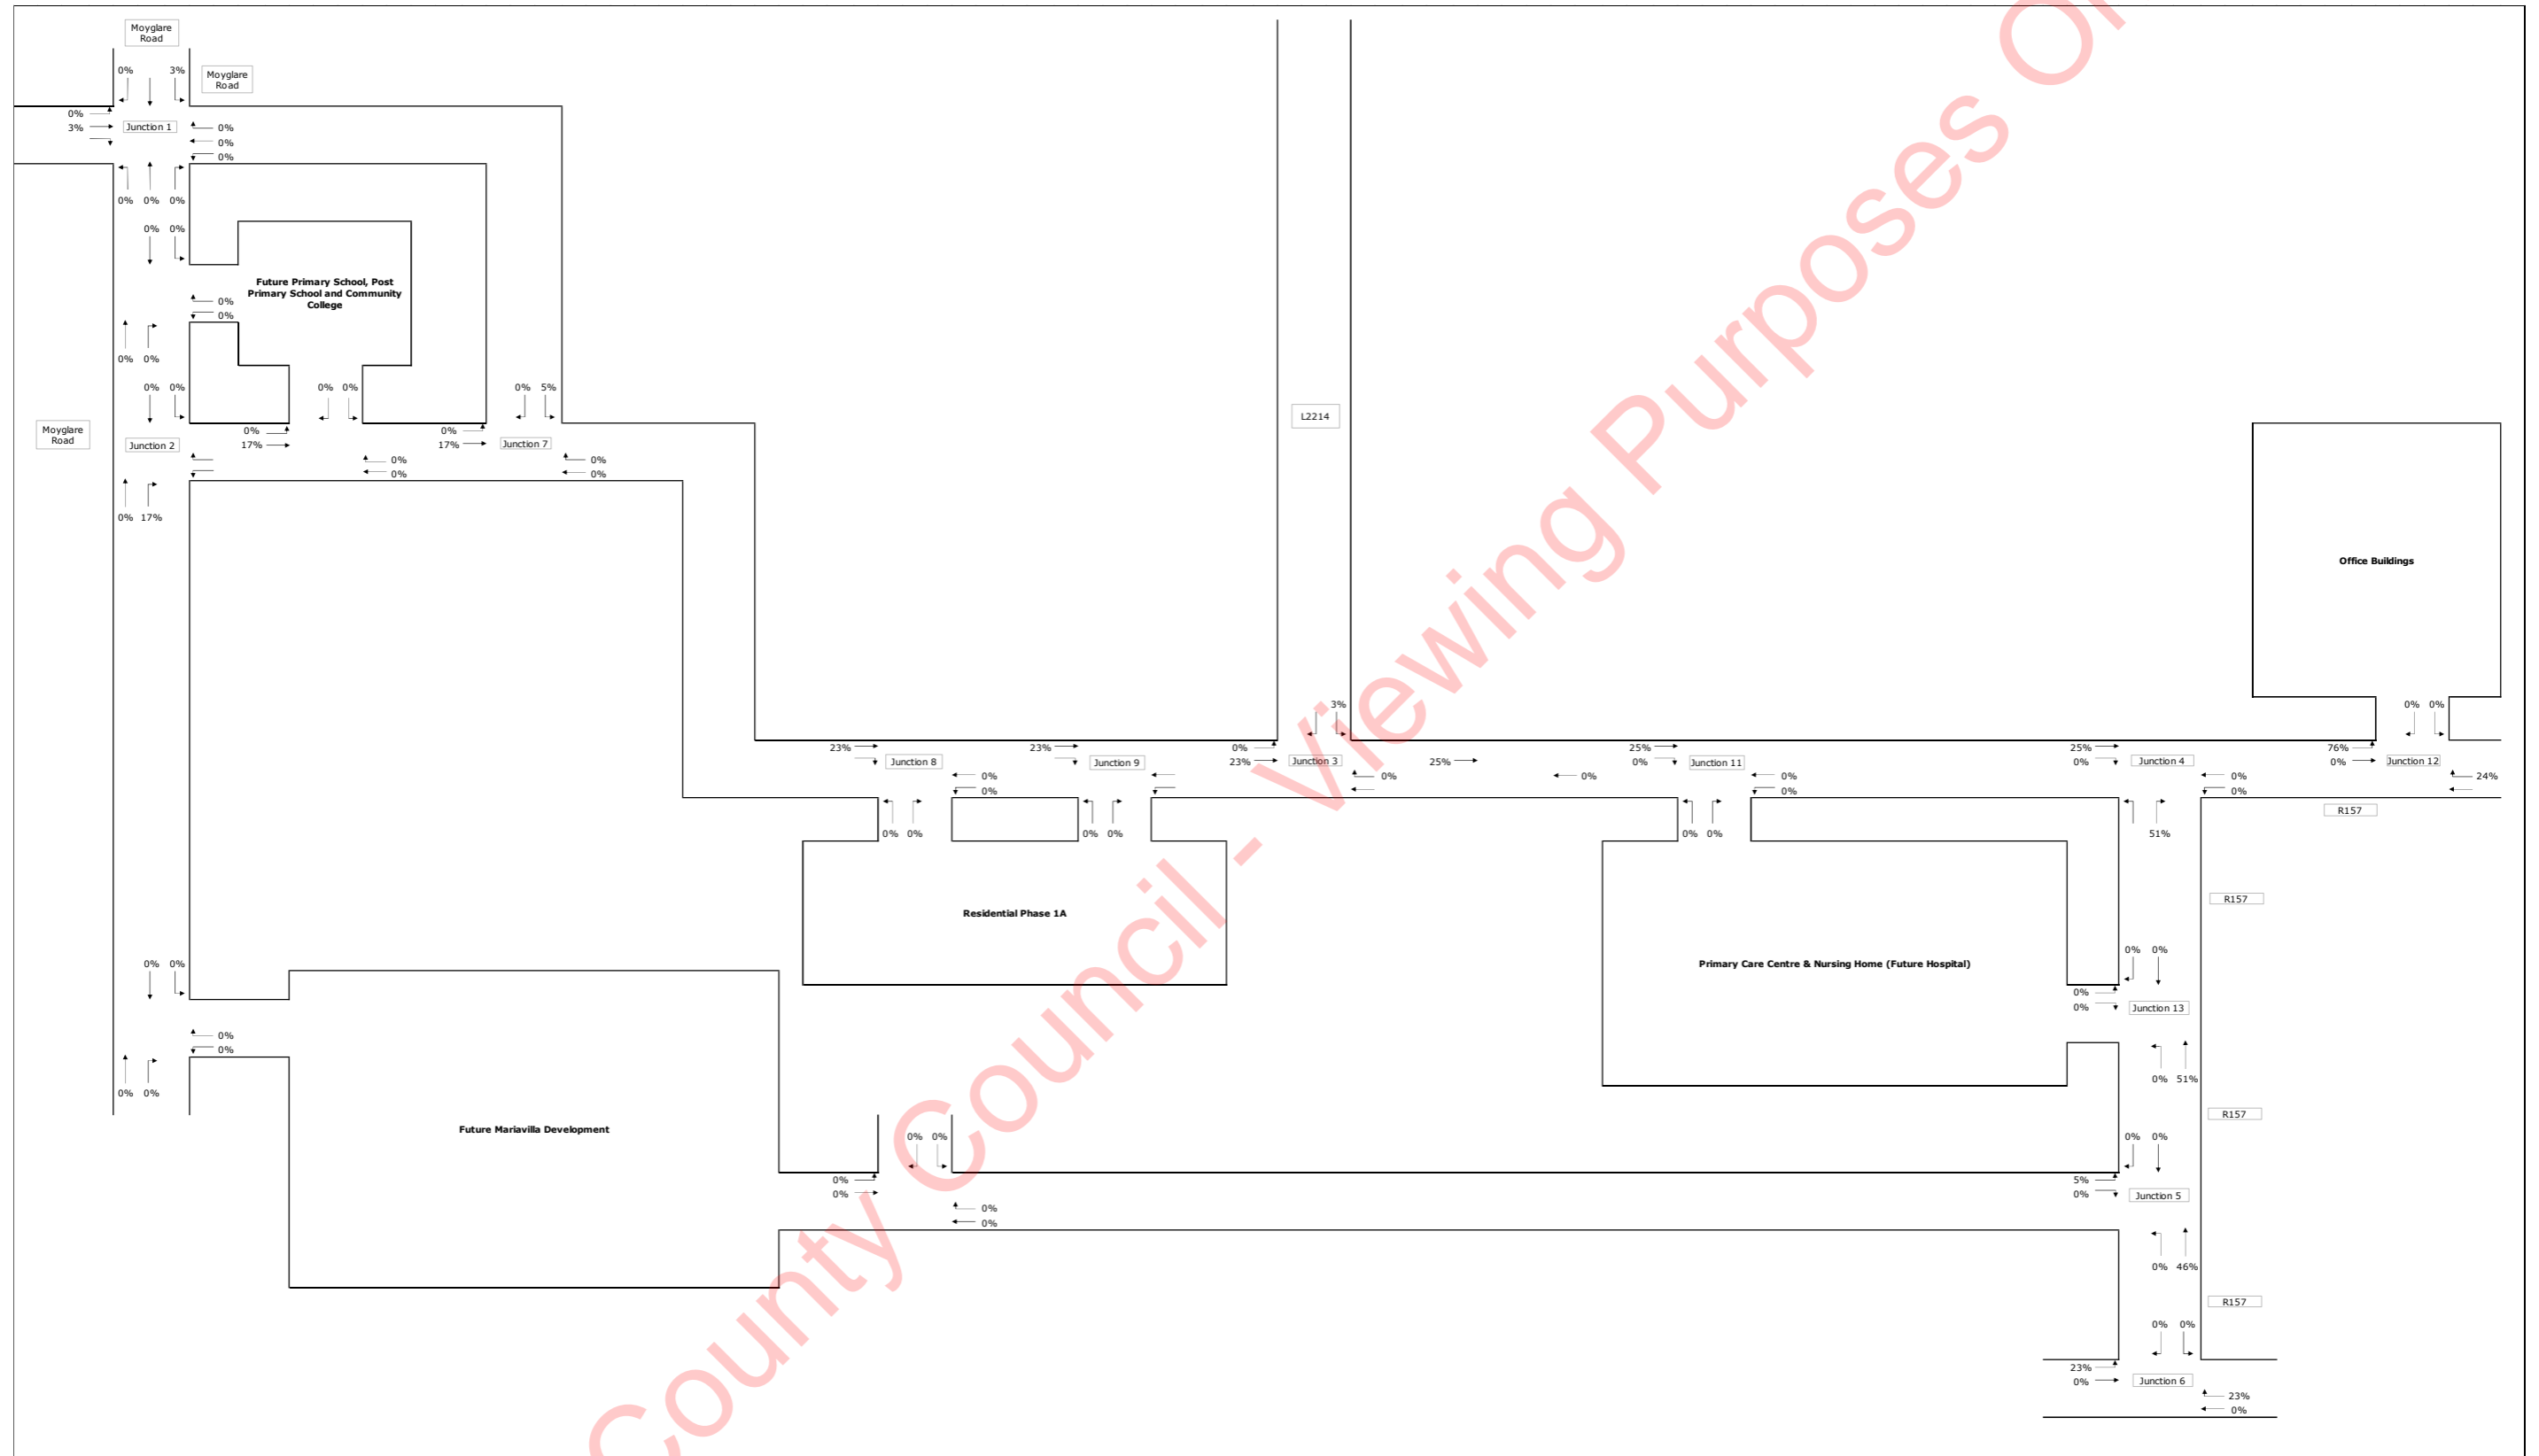 Moyglare
Road
0% 3%
Moyglare
Road
0%
3%
Junction 1
0%
0%
0%
0% 0% 0%
0% 0%
Future Primary School, Post
Primary School and Community
College
0%
0%
0% 0%
0% 0%
0% 0%
0% 5%
Moyglare
Road
Junction 2
0%
17%
0%
17%
Junction 7
0%
0%
0%
0%
0% 17%
L2214
Office Buildings
3%
0% 0%
23%
Junction 8
23%
Junction 9
0%
23%
Junction 3
25%
25%
0%
Junction 11
25%
0%
Junction 4
76%
0%
Junction 12
0%
0%
0%
0%
0%
0%
0%
0%
24%
R157
0% 0%
0% 0%
0% 0%
51%
R157
Residential Phase 1A
Primary Care Centre & Nursing Home (Future Hospital)
0% 0%
0% 0%
0%
0%
Junction 13
0%
0%
0% 0%
0% 51%
R157
Future Mariavilla Development
0% 0%
0% 0%
0%
0%
5%
0%
Junction 5
0%
0%
0% 46%
R157
0% 0%
23%
0%
Junction 6
23%
0%
County Council - Viewing Purposes